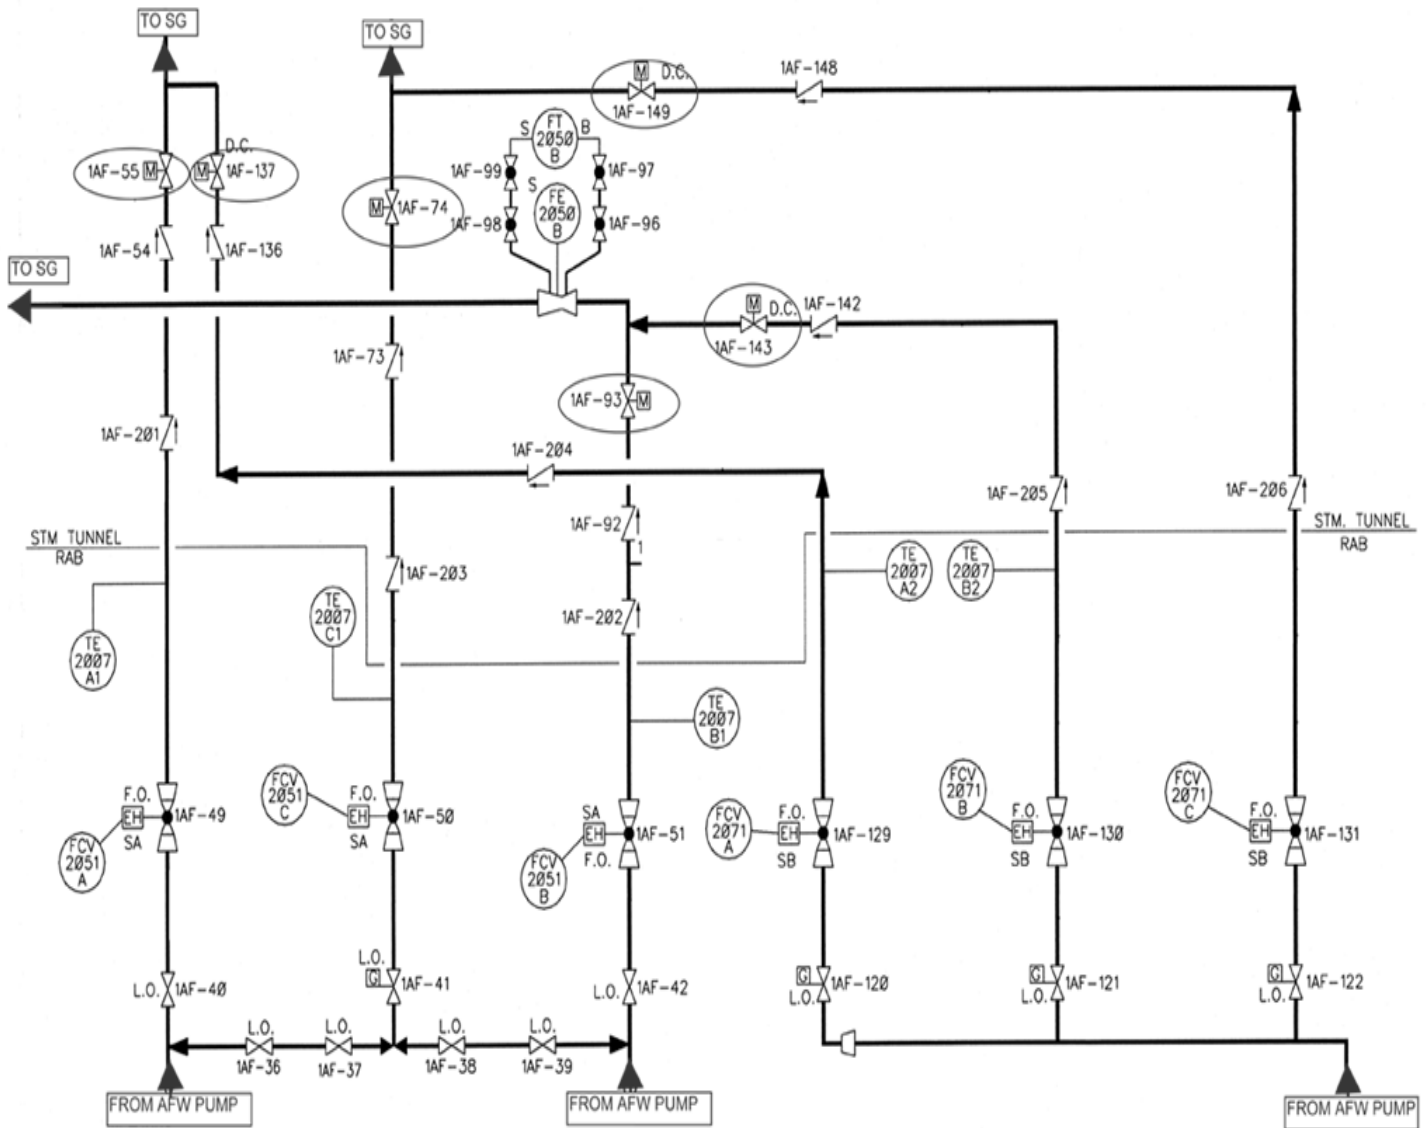 TO SG
TO SG
M D.C.
1AF-148
1AF-149
S
FT
2050
B
B
1AF-99
1AF-97
D.C.
1AF-55 M
M 1AF-137
S
FE
2050
B
M 1AF-74
1AF-98
1AF-96
1AF-54
1AF-136
TO SG
M D.C.
1AF-142
1AF-143
1AF-73
1AF-93 M
1AF-201
1AF-204
1AF-205
1AF-206
1AF-92
1
STM TUNNEL
RAB
STM. TUNNEL
RAB
1AF-203
TE
2007
A2
TE
2007
B2
TE
2007
C1
1AF-202
TE
2007
A1
TE
2007
B1
F.O.
EH 1AF-49
SA
FCV
2051
A
FCV
2051
C
F.O.
EH 1AF-50
SA
SA
EH 1AF-51
F.O.
FCV
2051
B
FCV
2071
A
F.O.
EH 1AF-129
SB
FCV
2071
B
F.O.
EH 1AF-130
SB
FCV
2071
C
F.O.
EH 1AF-131
SB
L.O. 1AF-40
L.O.
G 1AF-41
L.O. 1AF-42
G 1AF-120
L.O.
G 1AF-121
L.O.
G 1AF-122
L.O.
L.O. L.O. L.O. L.O.
1AF-36 1AF-37 1AF-38 1AF-39
FROM AFW PUMP
FROM AFW PUMP
FROM AFW PUMP